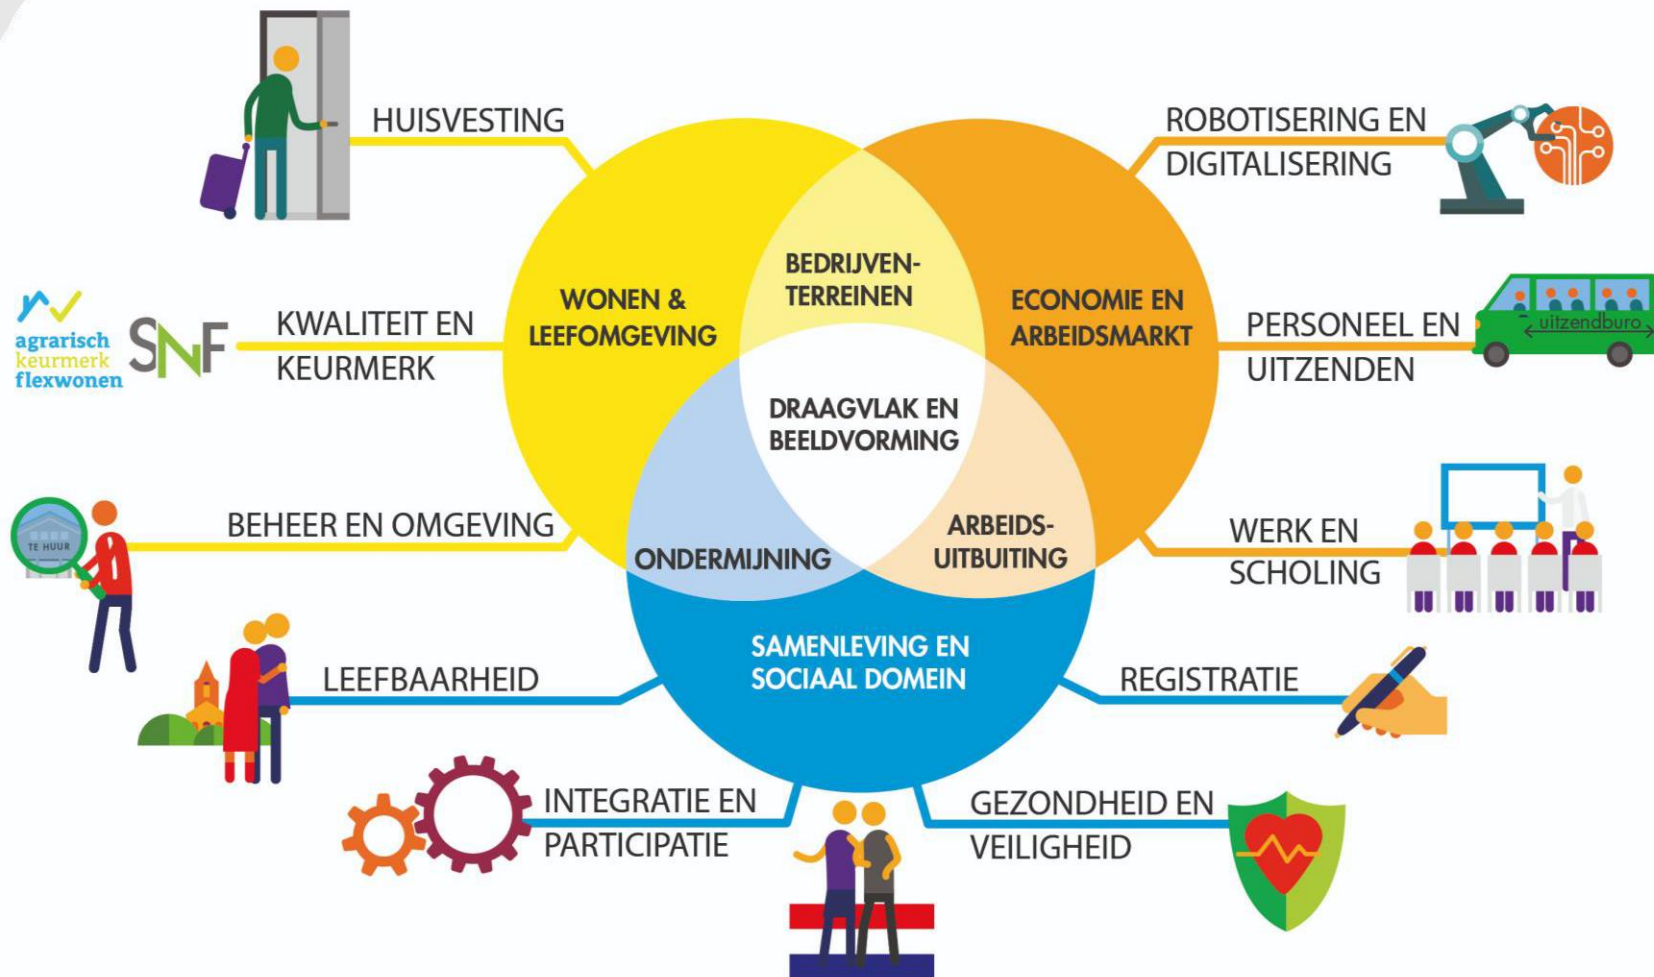 HUISVESTING
ROBOTISERING EN
DIGITALISERING
BEDRIJVEN-
TERREINEN
WONEN &
LEEFOMGEVING
ECONOMIE EN
ARBEIDSMARKT
agrarisch
keurmerk
flexwonen
SNF
KWALITEIT EN
KEURMERK
PERSONEEL EN
UITZENDEN
uitzendburo
DRAAGVLAK EN
BEELDVORMING
TE HUUR
BEHEER EN OMGEVING
ONDERMIJNING
ARBEIDS-
UITBUITING
WERK EN
SCHOLING
SAMENLEVING EN
SOCIAAL DOMEIN
LEEFBAARHEID
REGISTRATIE
INTEGRATIE EN
PARTICIPATIE
GEZONDHEID EN
VEILIGHEID